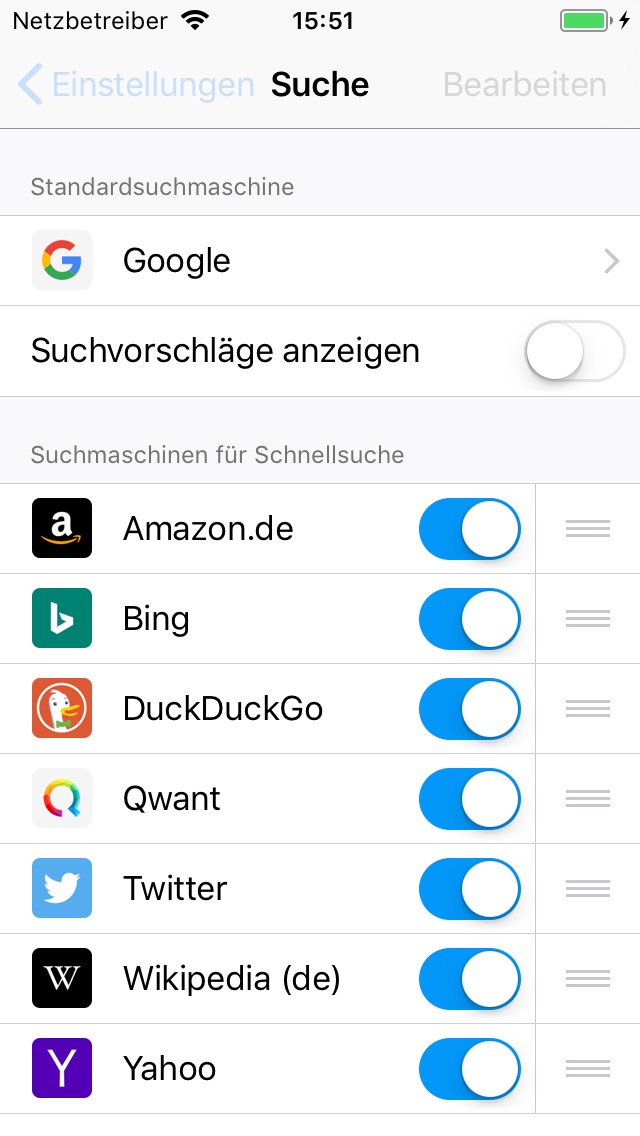 Netzbetreiber 15:51
Einstellungen Suche Bearbeiten
Standardsuchmaschine
Google
Suchvorschläge anzeigen
Suchmaschinen für Schnellsuche
Amazon.de
Bing
DuckDuckGo
Qwant
Twitter
Wikipedia (de)
Yahoo